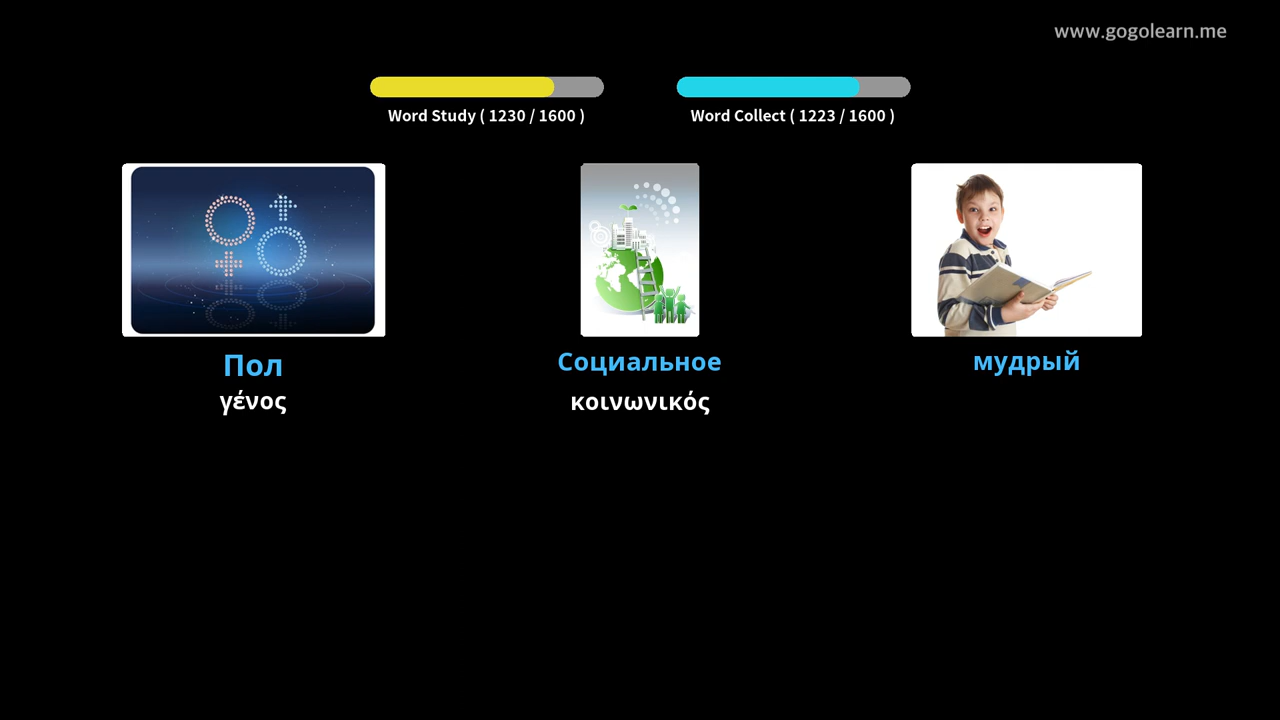 www.gogolearn.me
Word Study ( 1230 / 1600 )
Word Collect ( 1223 / 1600 )
Пол
Социальное
мудрый
γένος
κοινωνικός